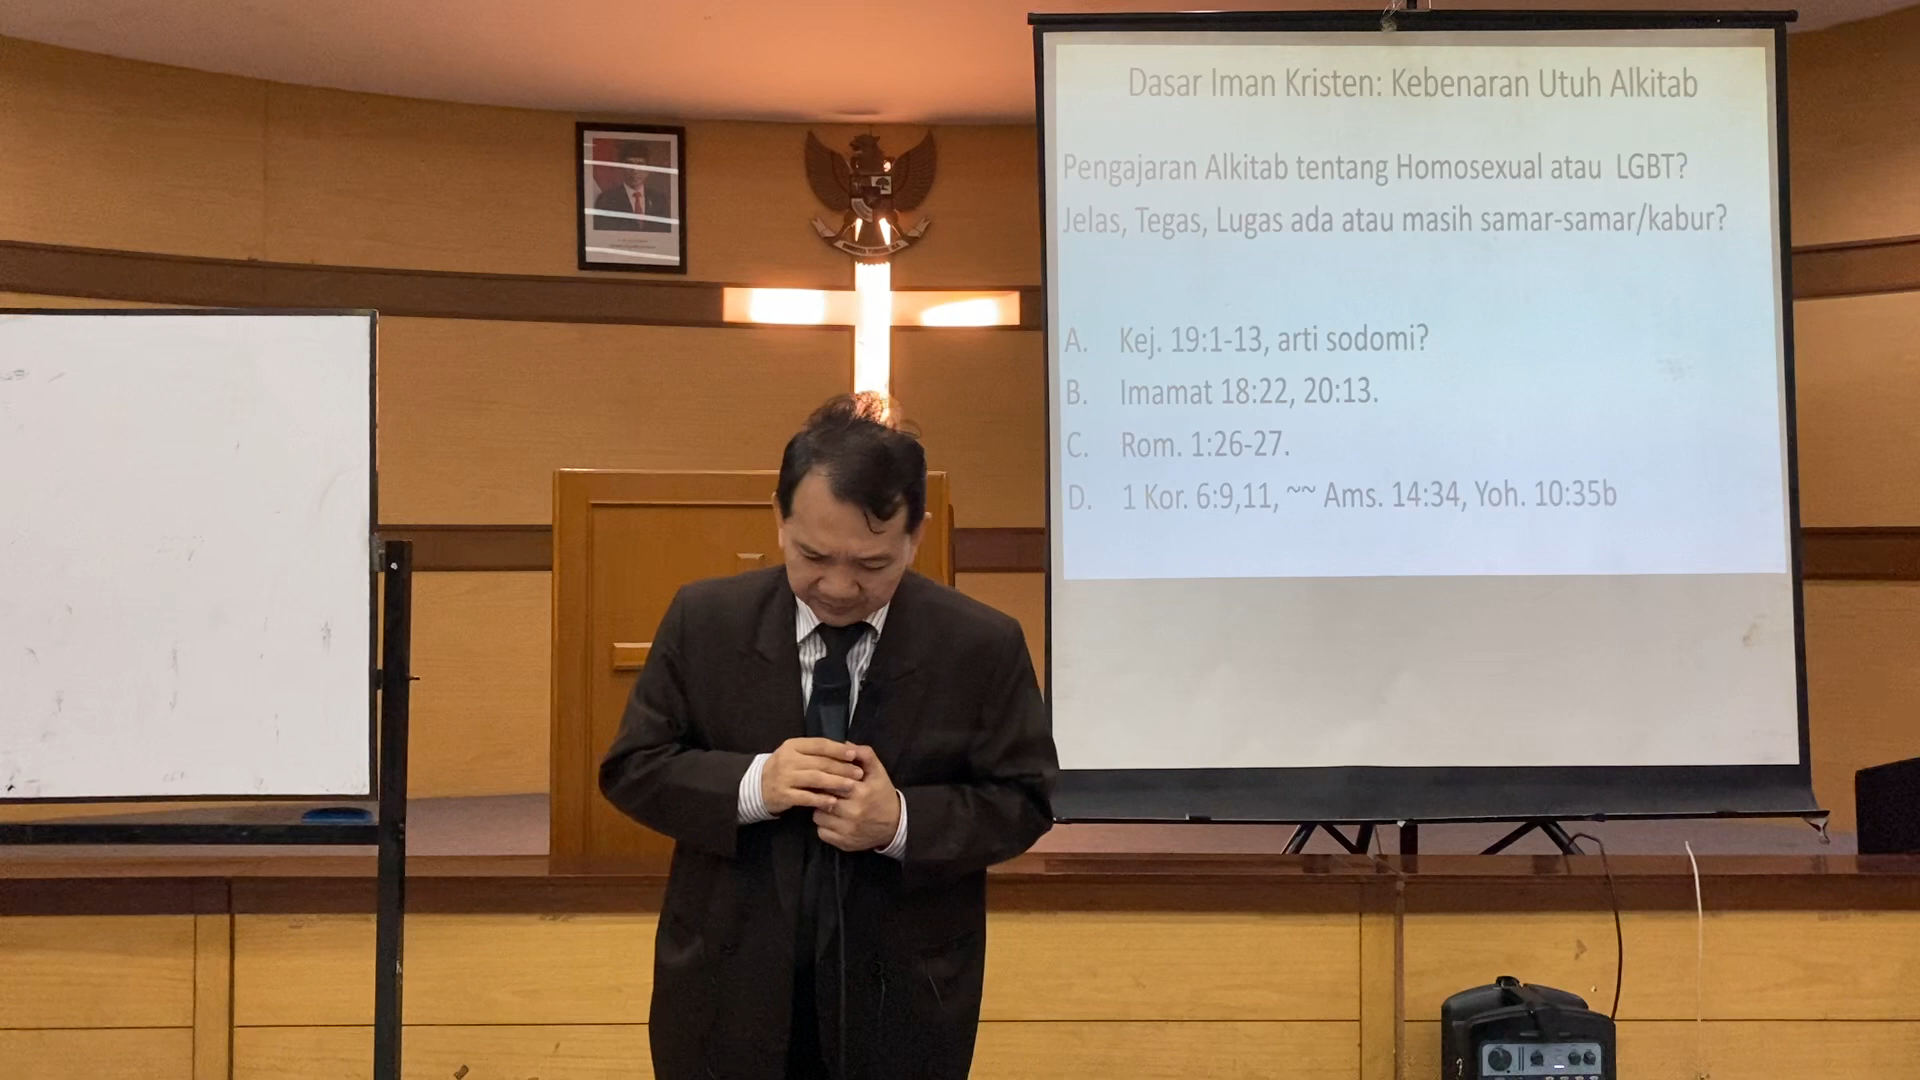 Dasar Iman Kristen: Kebenaran Utuh Alkitab
Pengajaran Alkitab tentang Homosexual atau LGBT?
Jelas, Tegas, Lugas ada atau masih samar-samar/kabur?
A. Kej. 19:1-13, arti sodomi?
B. Imamat 18:22, 20:13.
C. Rom. 1:26-27.
D. 1 Kor. 6:9,11, ~~ Ams. 14:34, Yoh. 10:35b